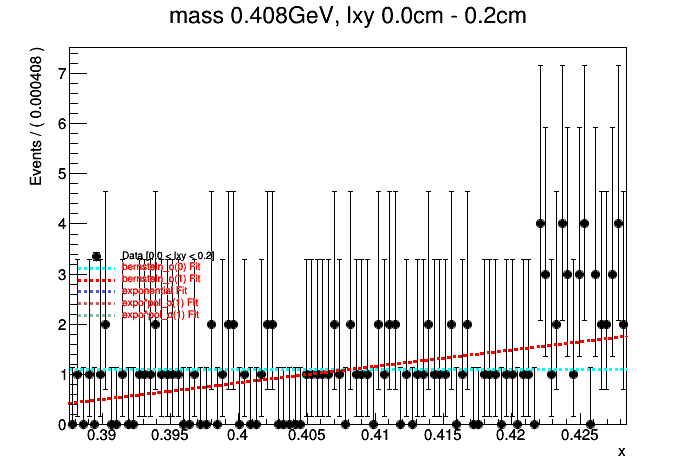 mass 0.408GeV, lxy 0.0cm - 0.2cm
Events / ( 0.000408 )
7
6
5
4
3
2
1
0
Data [0.0 < lxy < 0.2]
bernstein_o(0) Fit
bernstein_o(1) Fit
exponential Fit
expo*pol_o(1) Fit
expo*pol_o(1) Fit
0.39 0.395 0.4 0.405 0.41 0.415 0.42 0.425
x